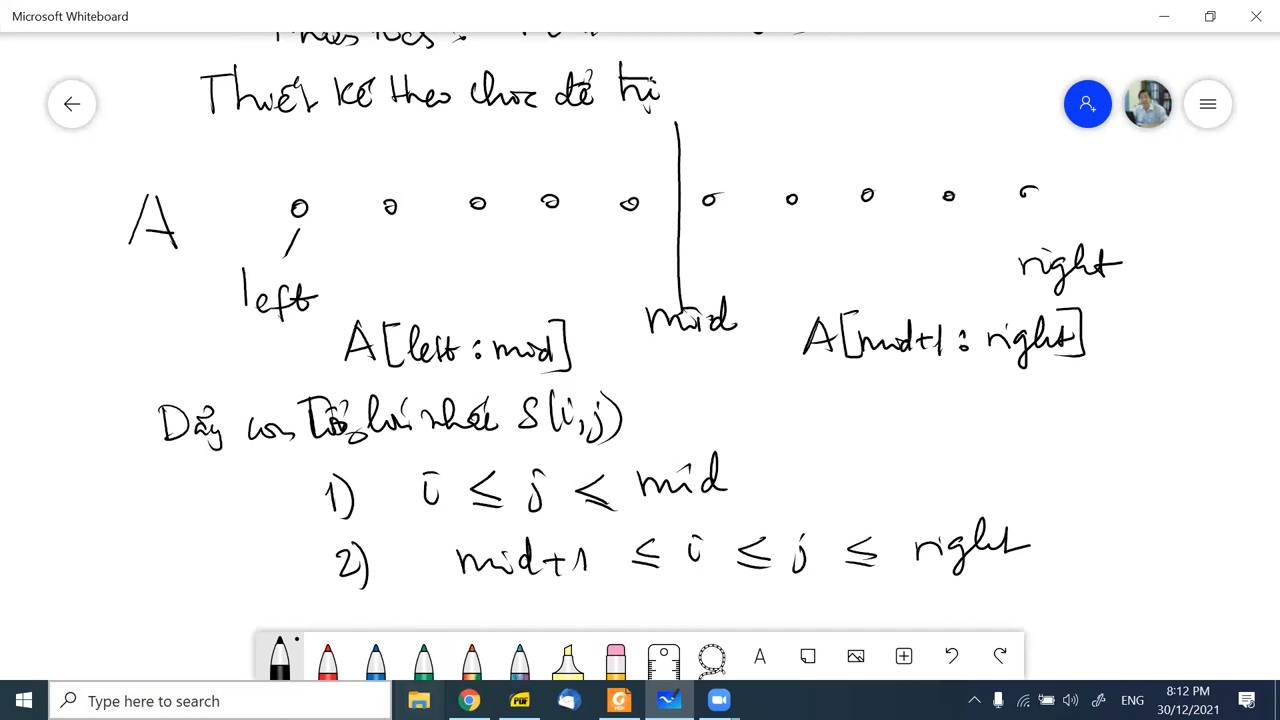 Microsoft Whiteboard
Thiết kế theo chia để trị
A
left
mid
right
A[left : mid]
A[mid+1 : right]
Dãy con lớn nhất S(i,j)
1) i ≤ j ≤ mid
2) mid+1 ≤ i ≤ j ≤ right
Type here to search
PDF
ENG
8:12 PM
30/12/2021